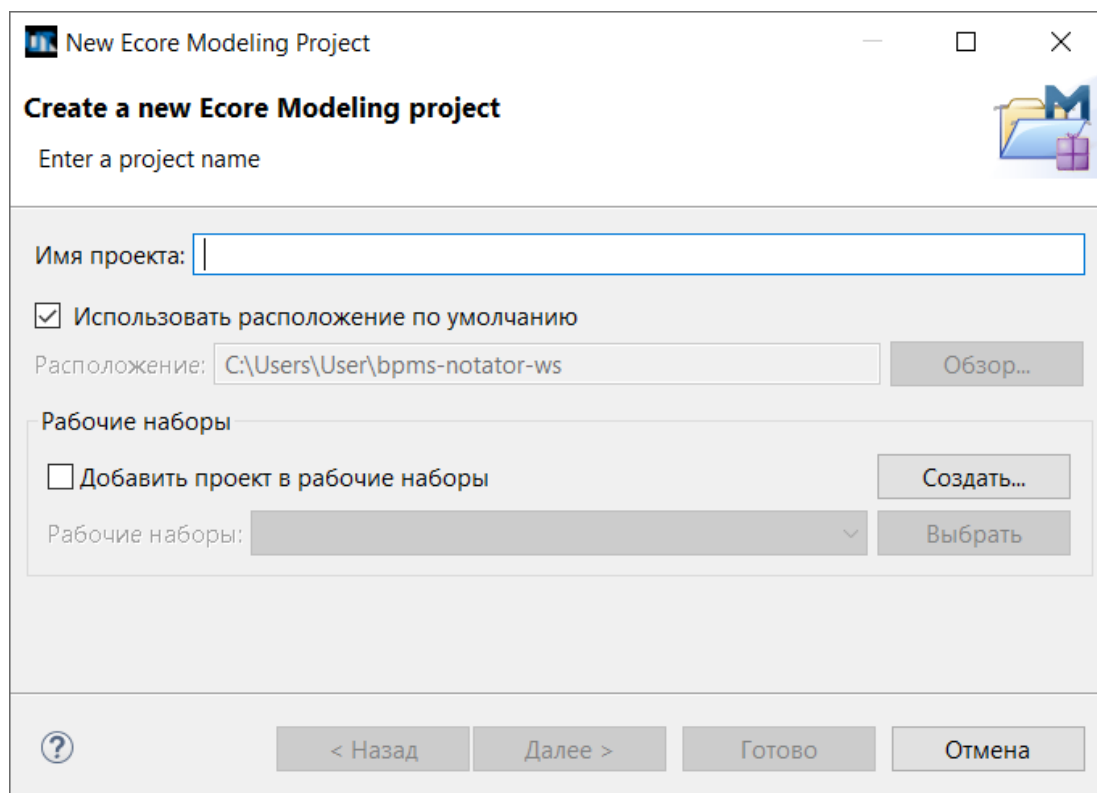 New Ecore Modeling Project
Create a new Ecore Modeling project
Enter a project name
Имя проекта:
Использовать расположение по умолчанию
Расположение: C:\Users\User\bpms-notator-ws Обзор...
Рабочие наборы
Добавить проект в рабочие наборы Создать...
Рабочие наборы: Выбрать
? < Назад Далее > Готово Отмена